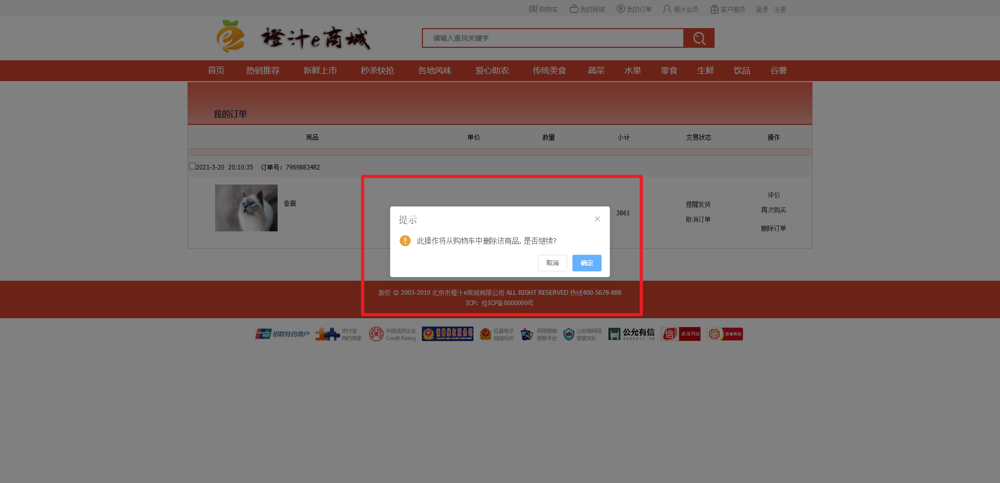 购物车 我的商城 我的订单 橙汁会员 客户服务 登录 注册
橙汁e商城
请输入查找关键字
首页 热销推荐 新鲜上市 秒杀快抢 各地风味 爱心助农 传统美食 蔬菜 水果 零食 生鲜 饮品 谷薯
我的订单
商品 单价 数量 小计 交易状态 操作
2021-3-20 20:10:35 订单号：7969883482
香囊
3861
提醒发货
取消订单
评价
再次购买
删除订单
提示
此操作将从购物车中删除该商品, 是否继续?
取消 确定
版权 © 2003-2010 北京市橙汁e商城有限公司 ALL RIGHT RESERVED 热线400-5678-888
ICP：桂ICP备0000000号
银联特约商户
支付宝
特约商家
中国信用企业
Credit Rating
消费维权服务站
红盾电子
链接标识
网络警察
报警平台
公安局网络
警察支队
公允有信
CCREDIT.CN
信 诚信网站